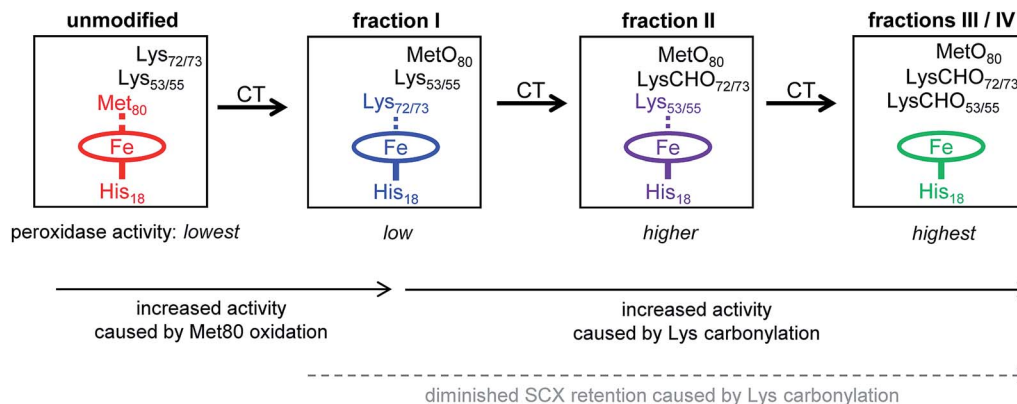 unmodified
Lys72/73
Lys53/55
Met80
Fe
His18
CT
fraction I
MetO80
Lys53/55
Lys72/73
Fe
His18
CT
fraction II
MetO80
LysCHO72/73
Lys53/55
Fe
His18
CT
fractions III / IV
MetO80
LysCHO72/73
LysCHO53/55
Fe
His18
peroxidase activity: lowest
low
higher
highest
increased activity
caused by Met80 oxidation
increased activity
caused by Lys carbonylation
diminished SCX retention caused by Lys carbonylation